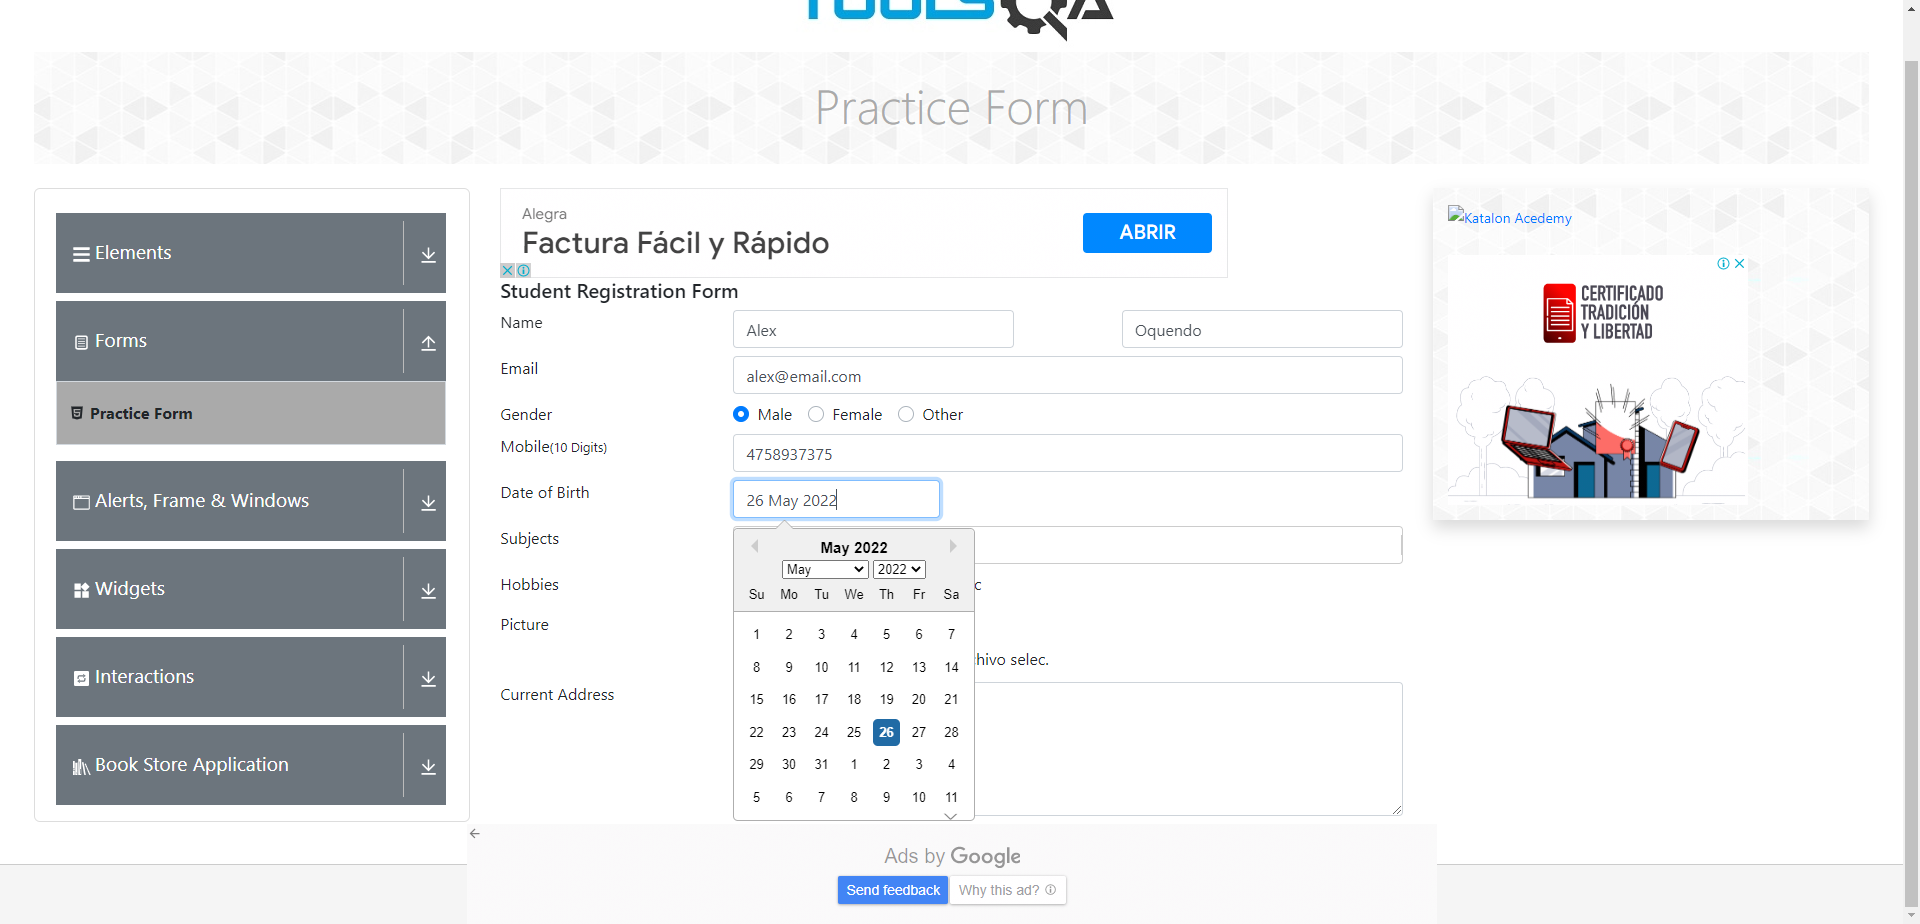 TOOLSQA
Practice Form
Elements
Forms
Practice Form
Alerts, Frame & Windows
Widgets
Interactions
Book Store Application
Alegra
Factura Fácil y Rápido
ABRIR
Student Registration Form
Name
Alex
Oquendo
Email
alex@email.com
Gender
Male
Female
Other
Mobile(10 Digits)
4758937375
Date of Birth
26 May 2022
Subjects
Hobbies
c
Picture
hivo selec.
Current Address
May 2022
May 2022
Su Mo Tu We Th Fr Sa
1 2 3 4 5 6 7
8 9 10 11 12 13 14
15 16 17 18 19 20 21
22 23 24 25 26 27 28
29 30 31 1 2 3 4
5 6 7 8 9 10 11
Katalon Acedemy
CERTIFICADO
TRADICIÓN
Y LIBERTAD
Ads by Google
Send feedback
Why this ad?